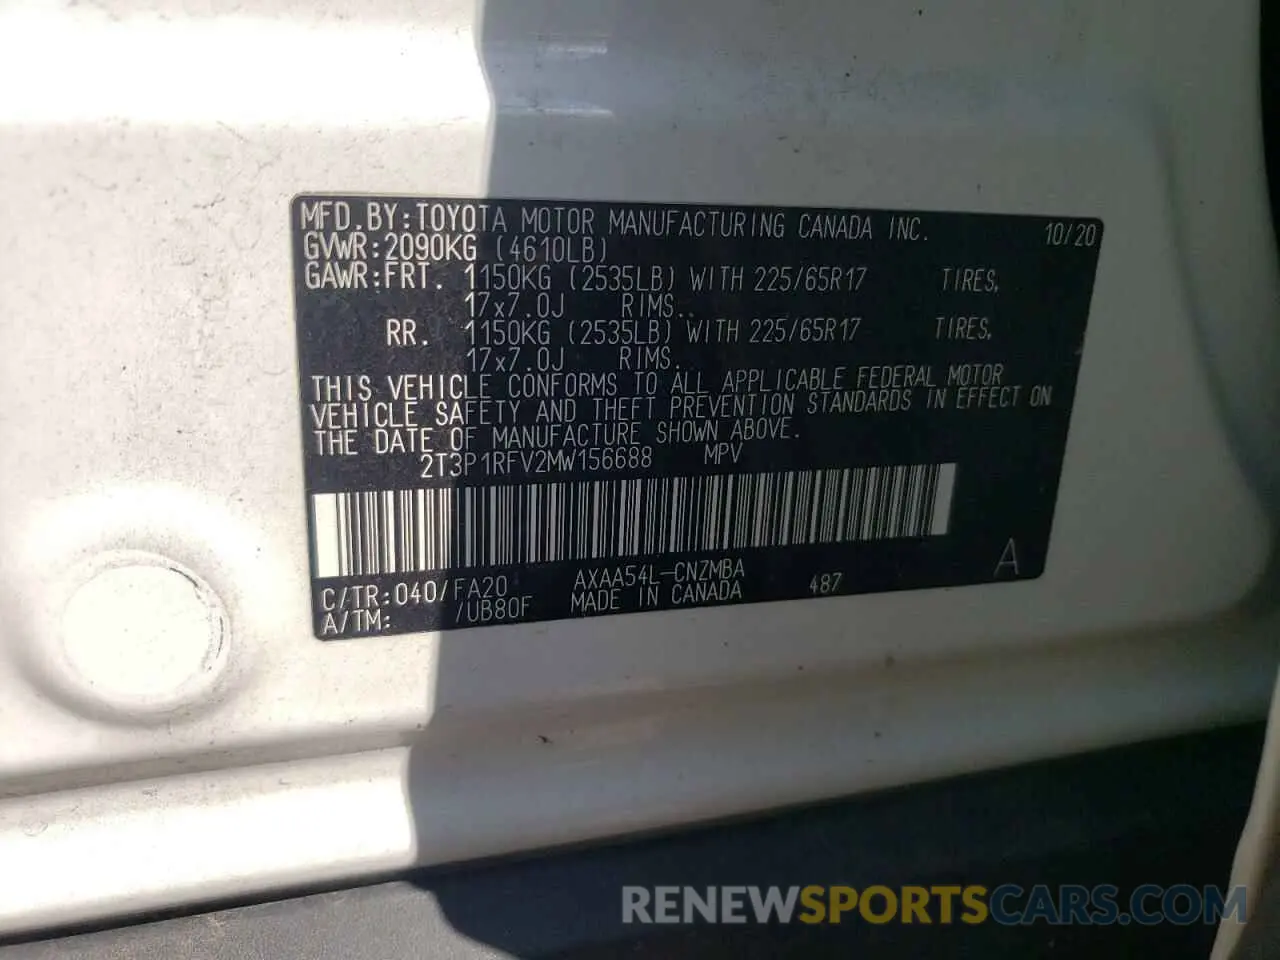 MFD.BY:TOYOTA MOTOR MANUFACTURING CANADA INC. 10/20
GVWR:2090KG (4610LB)
GAWR:FRT. 1150KG (2535LB) WITH 225/65R17 TIRES,
17x7.0J RIMS..
RR. 1150KG (2535LB) WITH 225/65R17 TIRES,
17x7.0J RIMS.
THIS VEHICLE CONFORMS TO ALL APPLICABLE FEDERAL MOTOR
VEHICLE SAFETY AND THEFT PREVENTION STANDARDS IN EFFECT ON
THE DATE OF MANUFACTURE SHOWN ABOVE.
2T3P1RFV2MW156688 MPV
C/TR:040/FA20 AXAA54L-CNZMBA 487 A
A/TM: /UB80F MADE IN CANADA
RENEWSPORTSCARS.COM